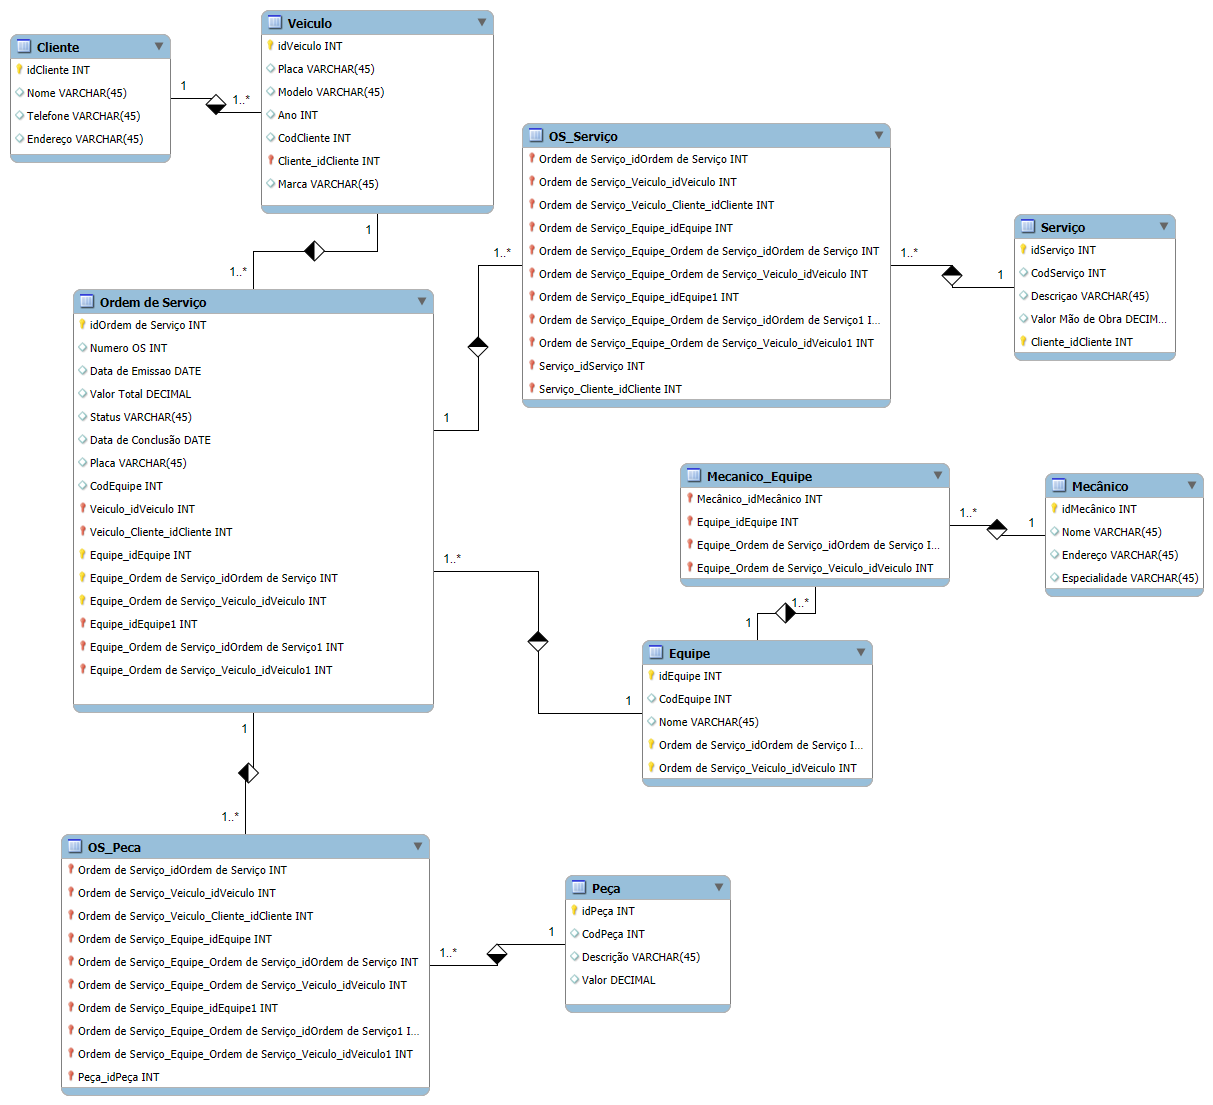 Cliente
idCliente INT
Nome VARCHAR(45)
Telefone VARCHAR(45)
Endereço VARCHAR(45)
1
1..*
Veiculo
idVeiculo INT
Placa VARCHAR(45)
Modelo VARCHAR(45)
Ano INT
CodCliente INT
Cliente_idCliente INT
Marca VARCHAR(45)
1
1..*
OS_Serviço
Ordem de Serviço_idOrdem de Serviço INT
Ordem de Serviço_Veiculo_idVeiculo INT
Ordem de Serviço_Veiculo_Cliente_idCliente INT
Ordem de Serviço_Equipe_idEquipe INT
Ordem de Serviço_Equipe_Ordem de Serviço_idOrdem de Serviço INT
Ordem de Serviço_Equipe_Ordem de Serviço_Veiculo_idVeiculo INT
Ordem de Serviço_Equipe_idEquipe1 INT
Ordem de Serviço_Equipe_Ordem de Serviço_idOrdem de Serviço1 I...
Ordem de Serviço_Equipe_Ordem de Serviço_Veiculo_idVeiculo1 INT
Serviço_idServiço INT
Serviço_Cliente_idCliente INT
1..*
1
1..*
1
Serviço
idServiço INT
CodServiço INT
Descriçao VARCHAR(45)
Valor Mão de Obra DECIM...
Cliente_idCliente INT
Ordem de Serviço
idOrdem de Serviço INT
Numero OS INT
Data de Emissao DATE
Valor Total DECIMAL
Status VARCHAR(45)
Data de Conclusão DATE
Placa VARCHAR(45)
CodEquipe INT
Veiculo_idVeiculo INT
Veiculo_Cliente_idCliente INT
Equipe_idEquipe INT
Equipe_Ordem de Serviço_idOrdem de Serviço INT
Equipe_Ordem de Serviço_Veiculo_idVeiculo INT
Equipe_idEquipe1 INT
Equipe_Ordem de Serviço_idOrdem de Serviço1 INT
Equipe_Ordem de Serviço_Veiculo_idVeiculo1 INT
1..*
1
Mecanico_Equipe
Mecânico_idMecânico INT
Equipe_idEquipe INT
Equipe_Ordem de Serviço_idOrdem de Serviço I...
Equipe_Ordem de Serviço_Veiculo_idVeiculo INT
1..*
1
Mecânico
idMecânico INT
Nome VARCHAR(45)
Endereço VARCHAR(45)
Especialidade VARCHAR(45)
1..*
1
Equipe
idEquipe INT
CodEquipe INT
Nome VARCHAR(45)
Ordem de Serviço_idOrdem de Serviço I...
Ordem de Serviço_Veiculo_idVeiculo INT
1
1..*
OS_Peca
Ordem de Serviço_idOrdem de Serviço INT
Ordem de Serviço_Veiculo_idVeiculo INT
Ordem de Serviço_Veiculo_Cliente_idCliente INT
Ordem de Serviço_Equipe_idEquipe INT
Ordem de Serviço_Equipe_Ordem de Serviço_idOrdem de Serviço INT
Ordem de Serviço_Equipe_Ordem de Serviço_Veiculo_idVeiculo INT
Ordem de Serviço_Equipe_idEquipe1 INT
Ordem de Serviço_Equipe_Ordem de Serviço_idOrdem de Serviço1 I...
Ordem de Serviço_Equipe_Ordem de Serviço_Veiculo_idVeiculo1 INT
Peça_idPeça INT
1..*
1
Peça
idPeça INT
CodPeça INT
Descrição VARCHAR(45)
Valor DECIMAL